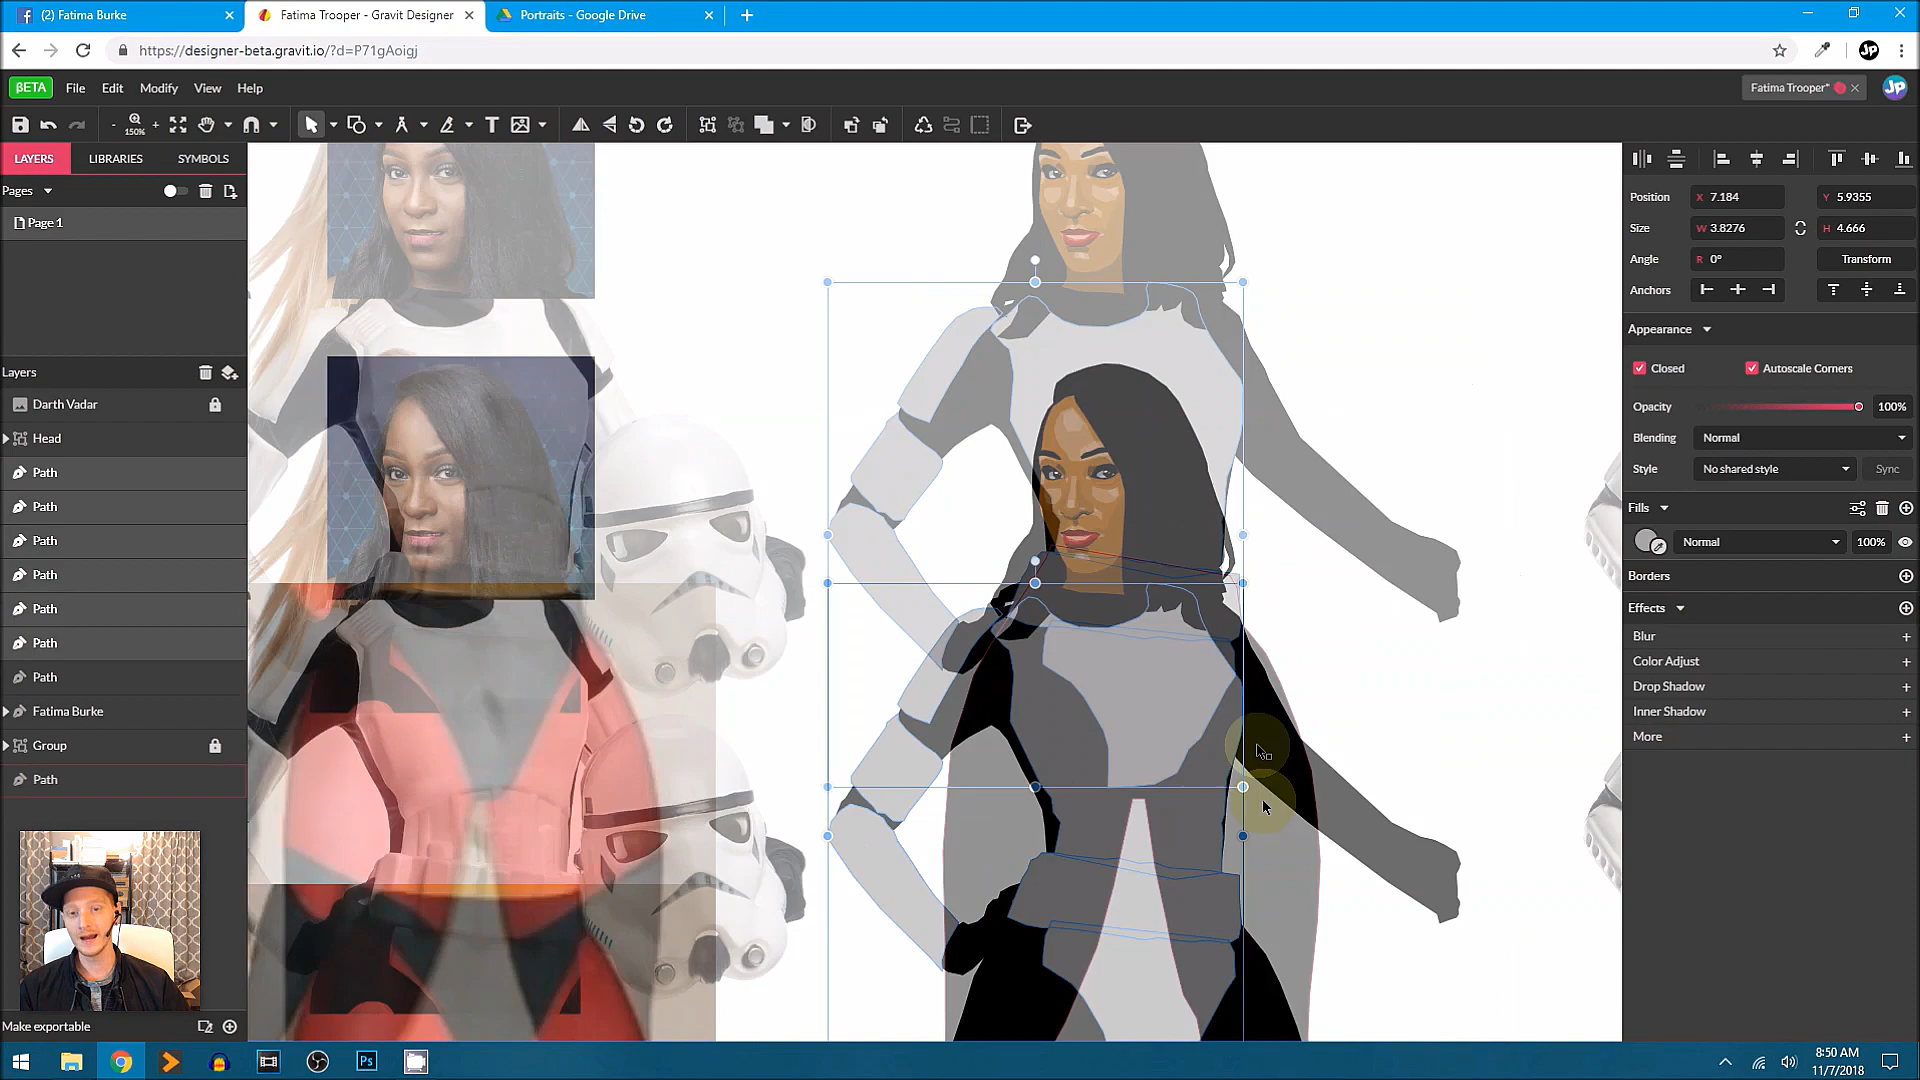 (2) Fatima Burke
Fatima Trooper - Gravit Designer
Portraits - Google Drive
https://designer-beta.gravit.io/?d=P71gAoigj
BETA File Edit Modify View Help
Fatima Trooper*
JP
- 150% +
LAYERS LIBRARIES SYMBOLS
Pages
Page 1
Layers
Darth Vadar
Head
Path
Path
Path
Path
Path
Path
Path
Fatima Burke
Group
Path
Make exportable
Position X 7.184 Y 5.9355
Size W 3.8276 H 4.666
Angle R 0° Transform
Anchors
Appearance
Closed Autoscale Corners
Opacity 100%
Blending Normal
Style No shared style Sync
Fills
Normal 100%
Borders
Effects
Blur
Color Adjust
Drop Shadow
Inner Shadow
More
Ps
8:50 AM
11/7/2018